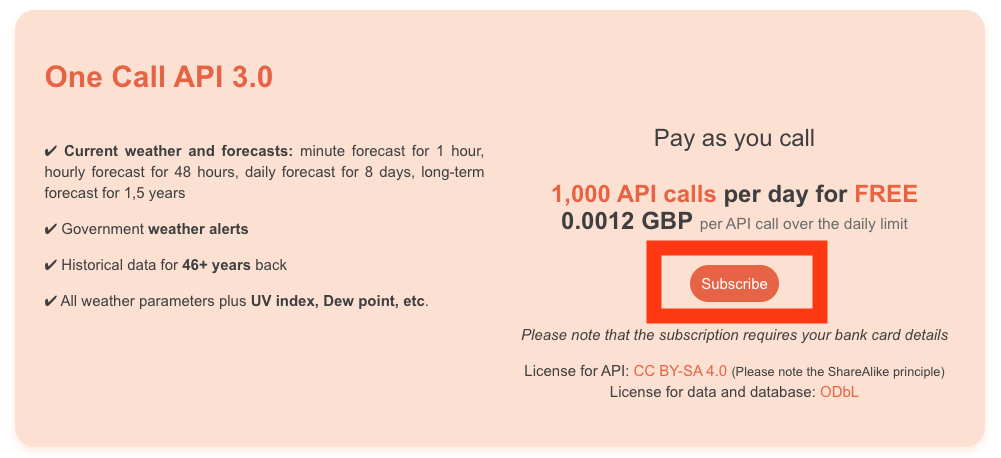 One Call API 3.0
✔ Current weather and forecasts: minute forecast for 1 hour,
hourly forecast for 48 hours, daily forecast for 8 days, long-term
forecast for 1,5 years
✔ Government weather alerts
✔ Historical data for 46+ years back
✔ All weather parameters plus UV index, Dew point, etc.
Pay as you call
1,000 API calls per day for FREE
0.0012 GBP per API call over the daily limit
Subscribe
Please note that the subscription requires your bank card details
License for API: CC BY-SA 4.0 (Please note the ShareAlike principle)
License for data and database: ODbL